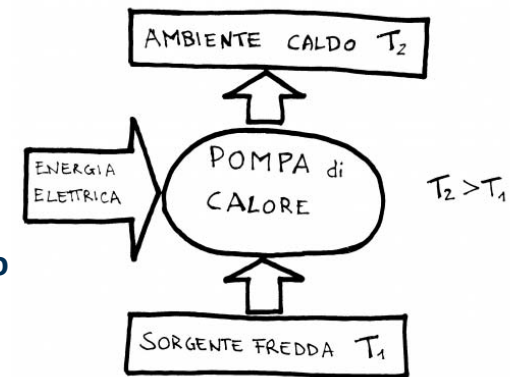 AMBIENTE CALDO T₂
ENERGIA
ELETTRICA
POMPA di
CALORE
T₂ > T₁
o
SORGENTE FREDDA T₁